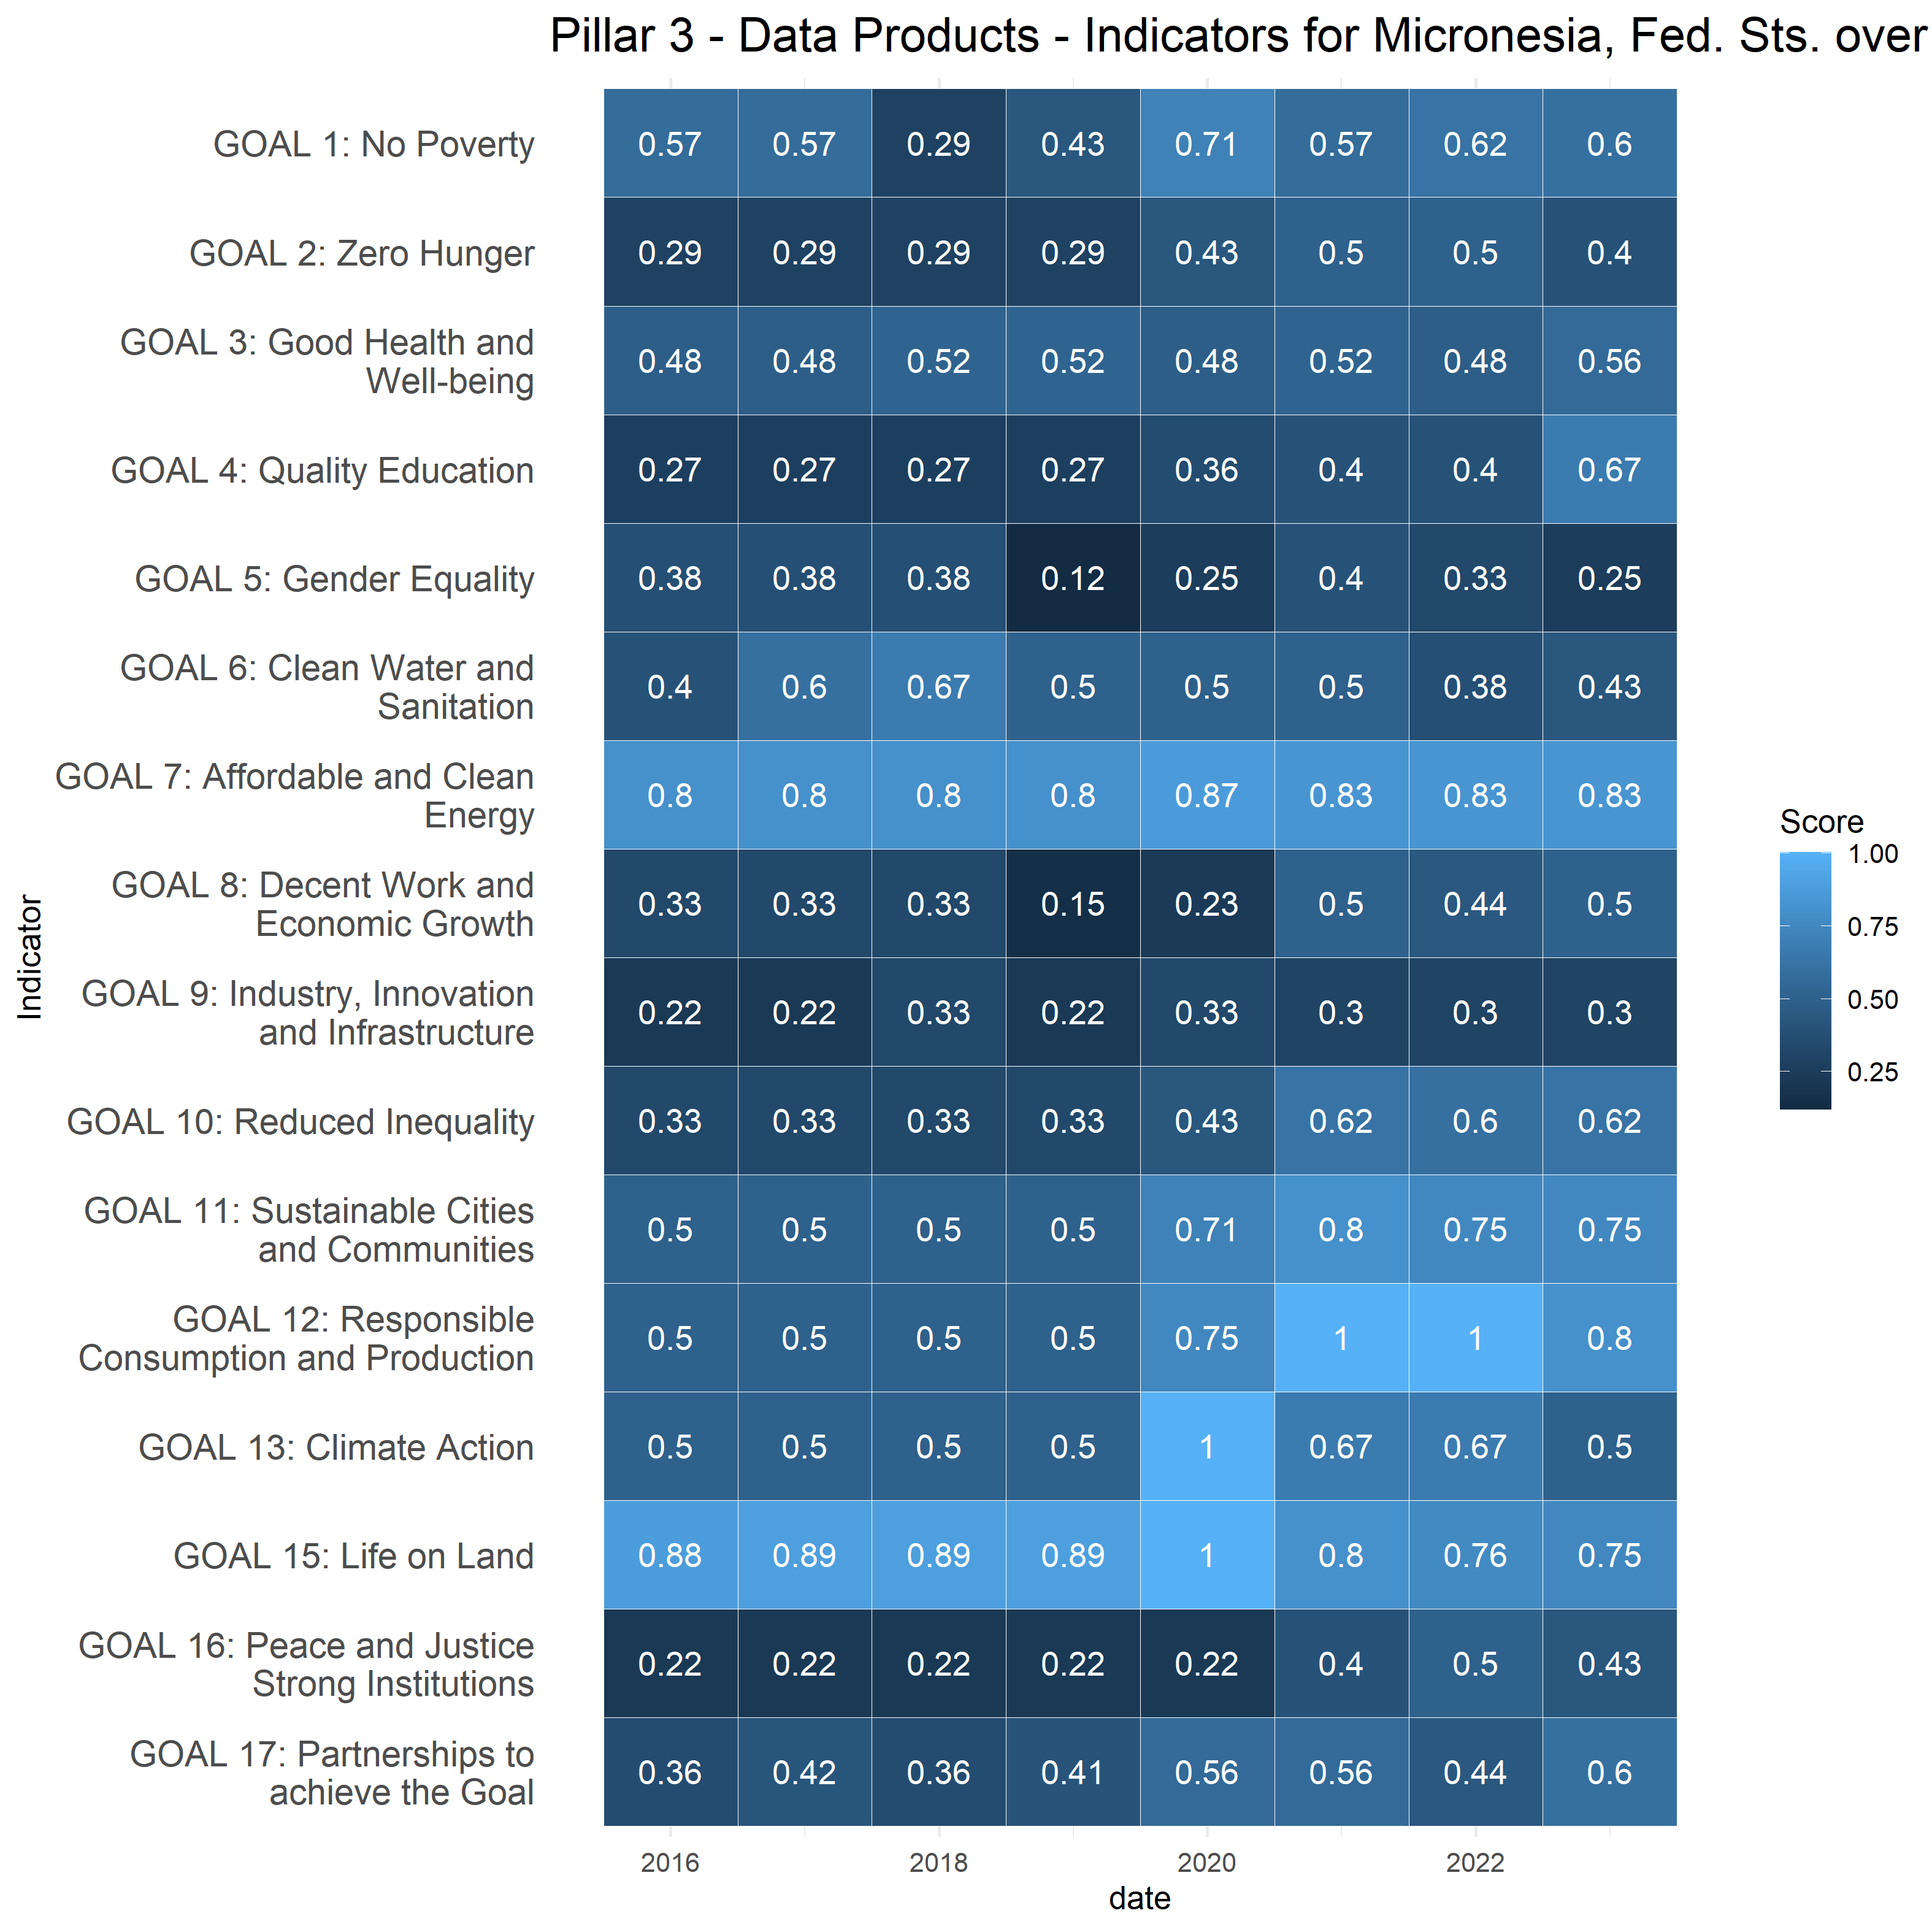 Pillar 3 - Data Products - Indicators for Micronesia, Fed. Sts. over
GOAL 1: No Poverty
0.57 0.57 0.29 0.43 0.71 0.57 0.62 0.6
GOAL 2: Zero Hunger
0.29 0.29 0.29 0.29 0.43 0.5 0.5 0.4
GOAL 3: Good Health and
Well-being
0.48 0.48 0.52 0.52 0.48 0.52 0.48 0.56
GOAL 4: Quality Education
0.27 0.27 0.27 0.27 0.36 0.4 0.4 0.67
GOAL 5: Gender Equality
0.38 0.38 0.38 0.12 0.25 0.4 0.33 0.25
GOAL 6: Clean Water and
Sanitation
0.4 0.6 0.67 0.5 0.5 0.5 0.38 0.43
GOAL 7: Affordable and Clean
Energy
0.8 0.8 0.8 0.8 0.87 0.83 0.83 0.83
GOAL 8: Decent Work and
Economic Growth
0.33 0.33 0.33 0.15 0.23 0.5 0.44 0.5
GOAL 9: Industry, Innovation
and Infrastructure
0.22 0.22 0.33 0.22 0.33 0.3 0.3 0.3
GOAL 10: Reduced Inequality
0.33 0.33 0.33 0.33 0.43 0.62 0.6 0.62
GOAL 11: Sustainable Cities
and Communities
0.5 0.5 0.5 0.5 0.71 0.8 0.75 0.75
GOAL 12: Responsible
Consumption and Production
0.5 0.5 0.5 0.5 0.75 1 1 0.8
GOAL 13: Climate Action
0.5 0.5 0.5 0.5 1 0.67 0.67 0.5
GOAL 15: Life on Land
0.88 0.89 0.89 0.89 1 0.8 0.76 0.75
GOAL 16: Peace and Justice
Strong Institutions
0.22 0.22 0.22 0.22 0.22 0.4 0.5 0.43
GOAL 17: Partnerships to
achieve the Goal
0.36 0.42 0.36 0.41 0.56 0.56 0.44 0.6
2016 2018 2020 2022
date
Indicator
Score
1.00
0.75
0.50
0.25